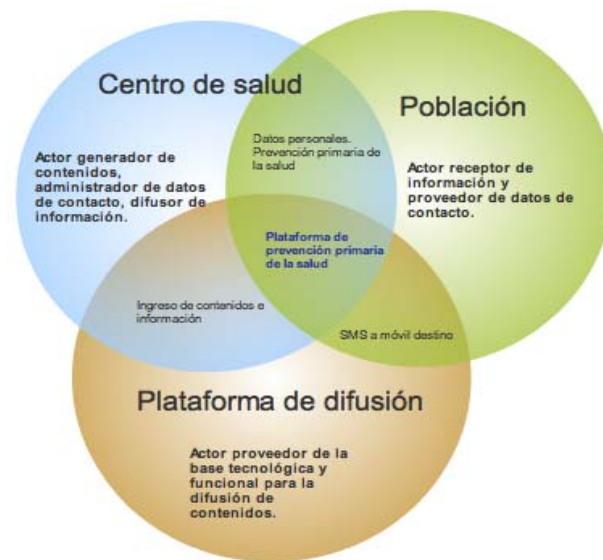 Centro de salud
Población
Datos personales.
Prevención primaria de
la salud
Actor generador de
contenidos,
administrador de datos
de contacto, difusor de
información.
Actor receptor de
información y
proveedor de datos de
contacto.
Plataforma de
prevención primaria
de la salud
Ingreso de contenidos e
información
SMS a móvil destino
Plataforma de difusión
Actor proveedor de la
base tecnológica y
funcional para la
difusión de
contenidos.